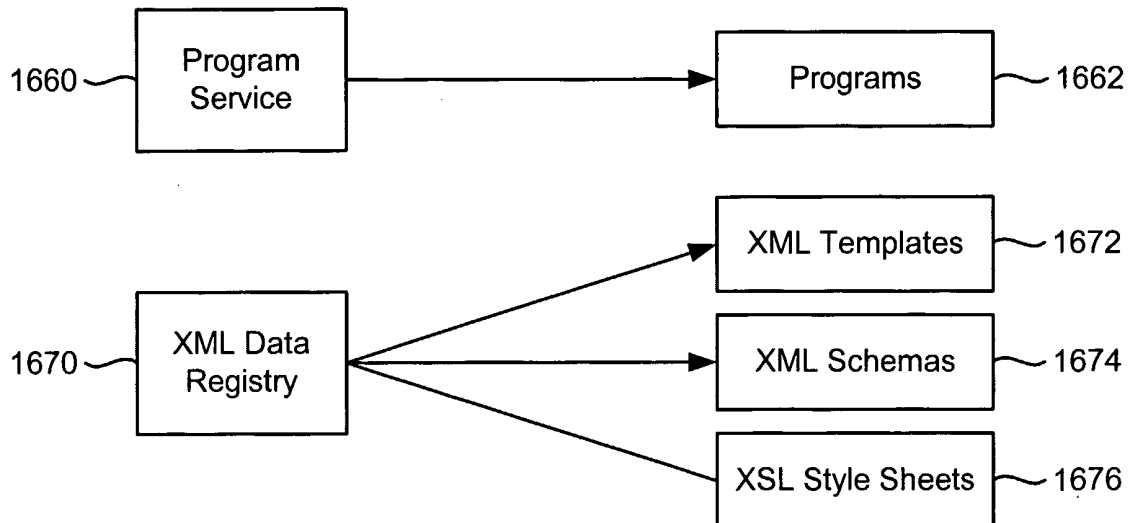 1660
Program
Service
Programs
1662
XML Templates
1672
1670
XML Data
Registry
XML Schemas
1674
XSL Style Sheets
1676